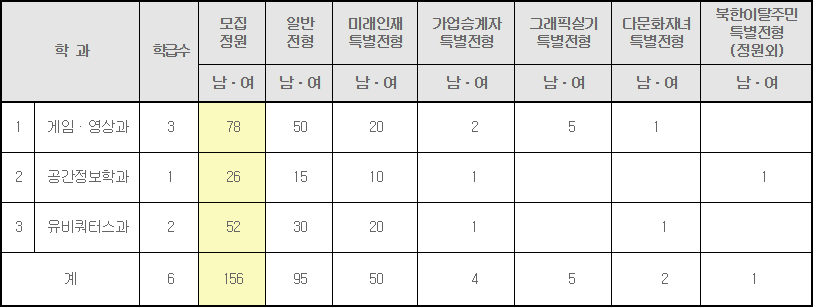 학 과 학급수 모집정원 일반전형 미래인재특별전형 가업승계자특별전형 그래픽실기특별전형 다문화자녀특별전형 북한이탈주민특별전형(정원외)
남 · 여 남 · 여 남 · 여 남 · 여 남 · 여 남 · 여 남 · 여
1 게임 · 영상과 3 78 50 20 2 5 1
2 공간정보학과 1 26 15 10 1 1
3 유비쿼터스과 2 52 30 20 1 1
계 6 156 95 50 4 5 2 1